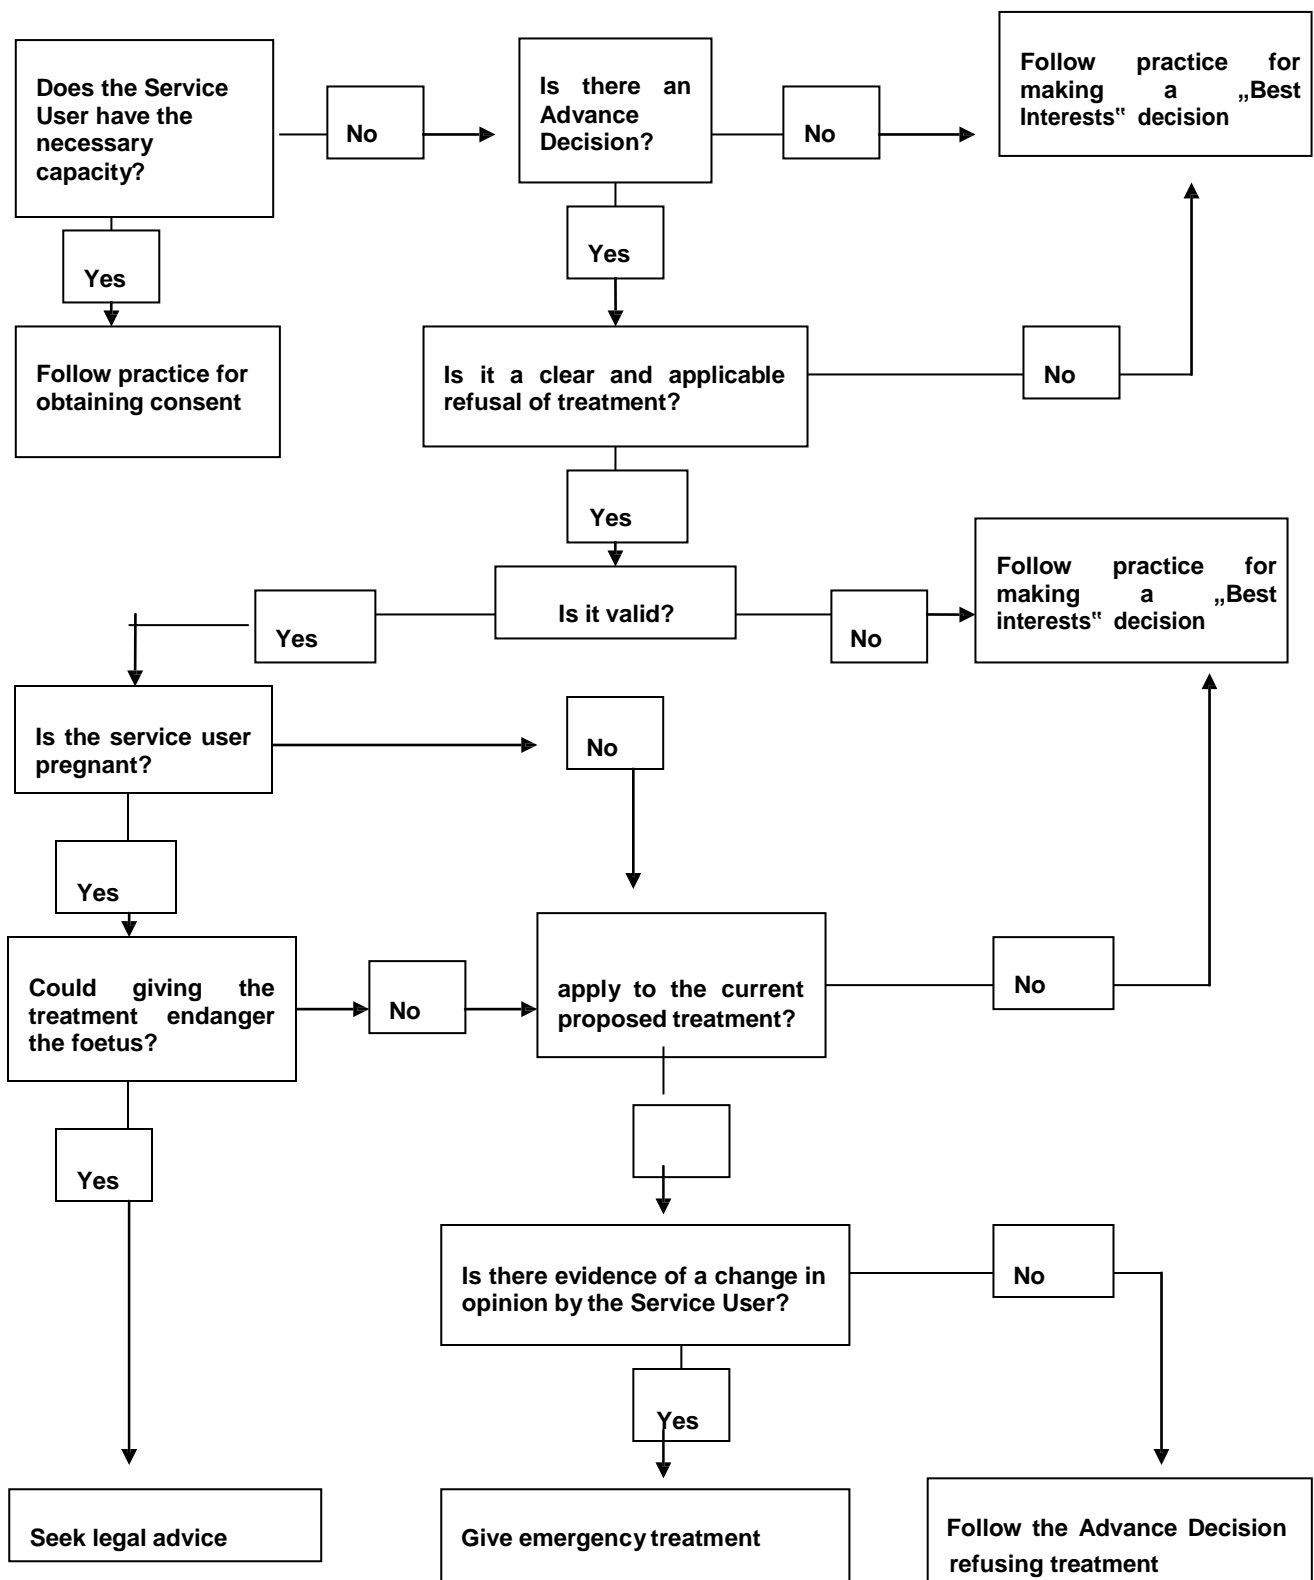 Does the Service
User have the
necessary
capacity?
No
Is there an
Advance
Decision?
No
Follow practice for
making a „Best
Interests‟ decision
Yes
Yes
Follow practice for
obtaining consent
Is it a clear and applicable
refusal of treatment?
No
Yes
Follow practice for
making a „Best
interests‟ decision
Yes
Is it valid?
No
Is the service user
pregnant?
No
Yes
Could giving the
treatment endanger
the foetus?
No
apply to the current
proposed treatment?
No
Yes
Is there evidence of a change in
opinion by the Service User?
No
Yes
Seek legal advice
Give emergency treatment
Follow the Advance Decision
refusing treatment